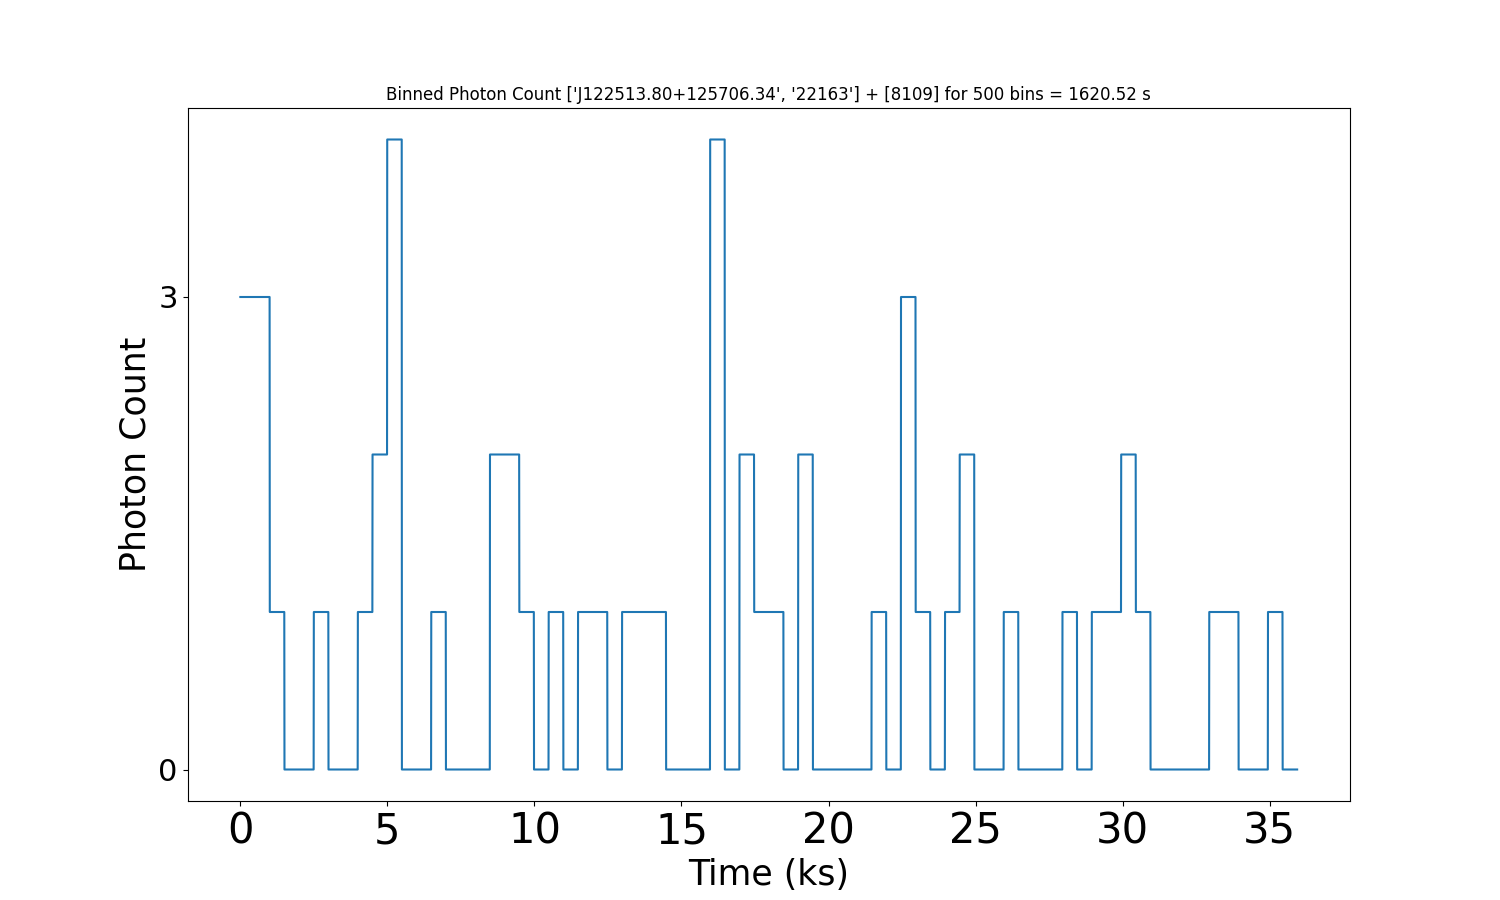 Binned Photon Count ['J122513.80+125706.34', '22163'] + [8109] for 500 bins = 1620.52 s
Photon Count
3
0
0 5 10 15 20 25 30 35
Time (ks)